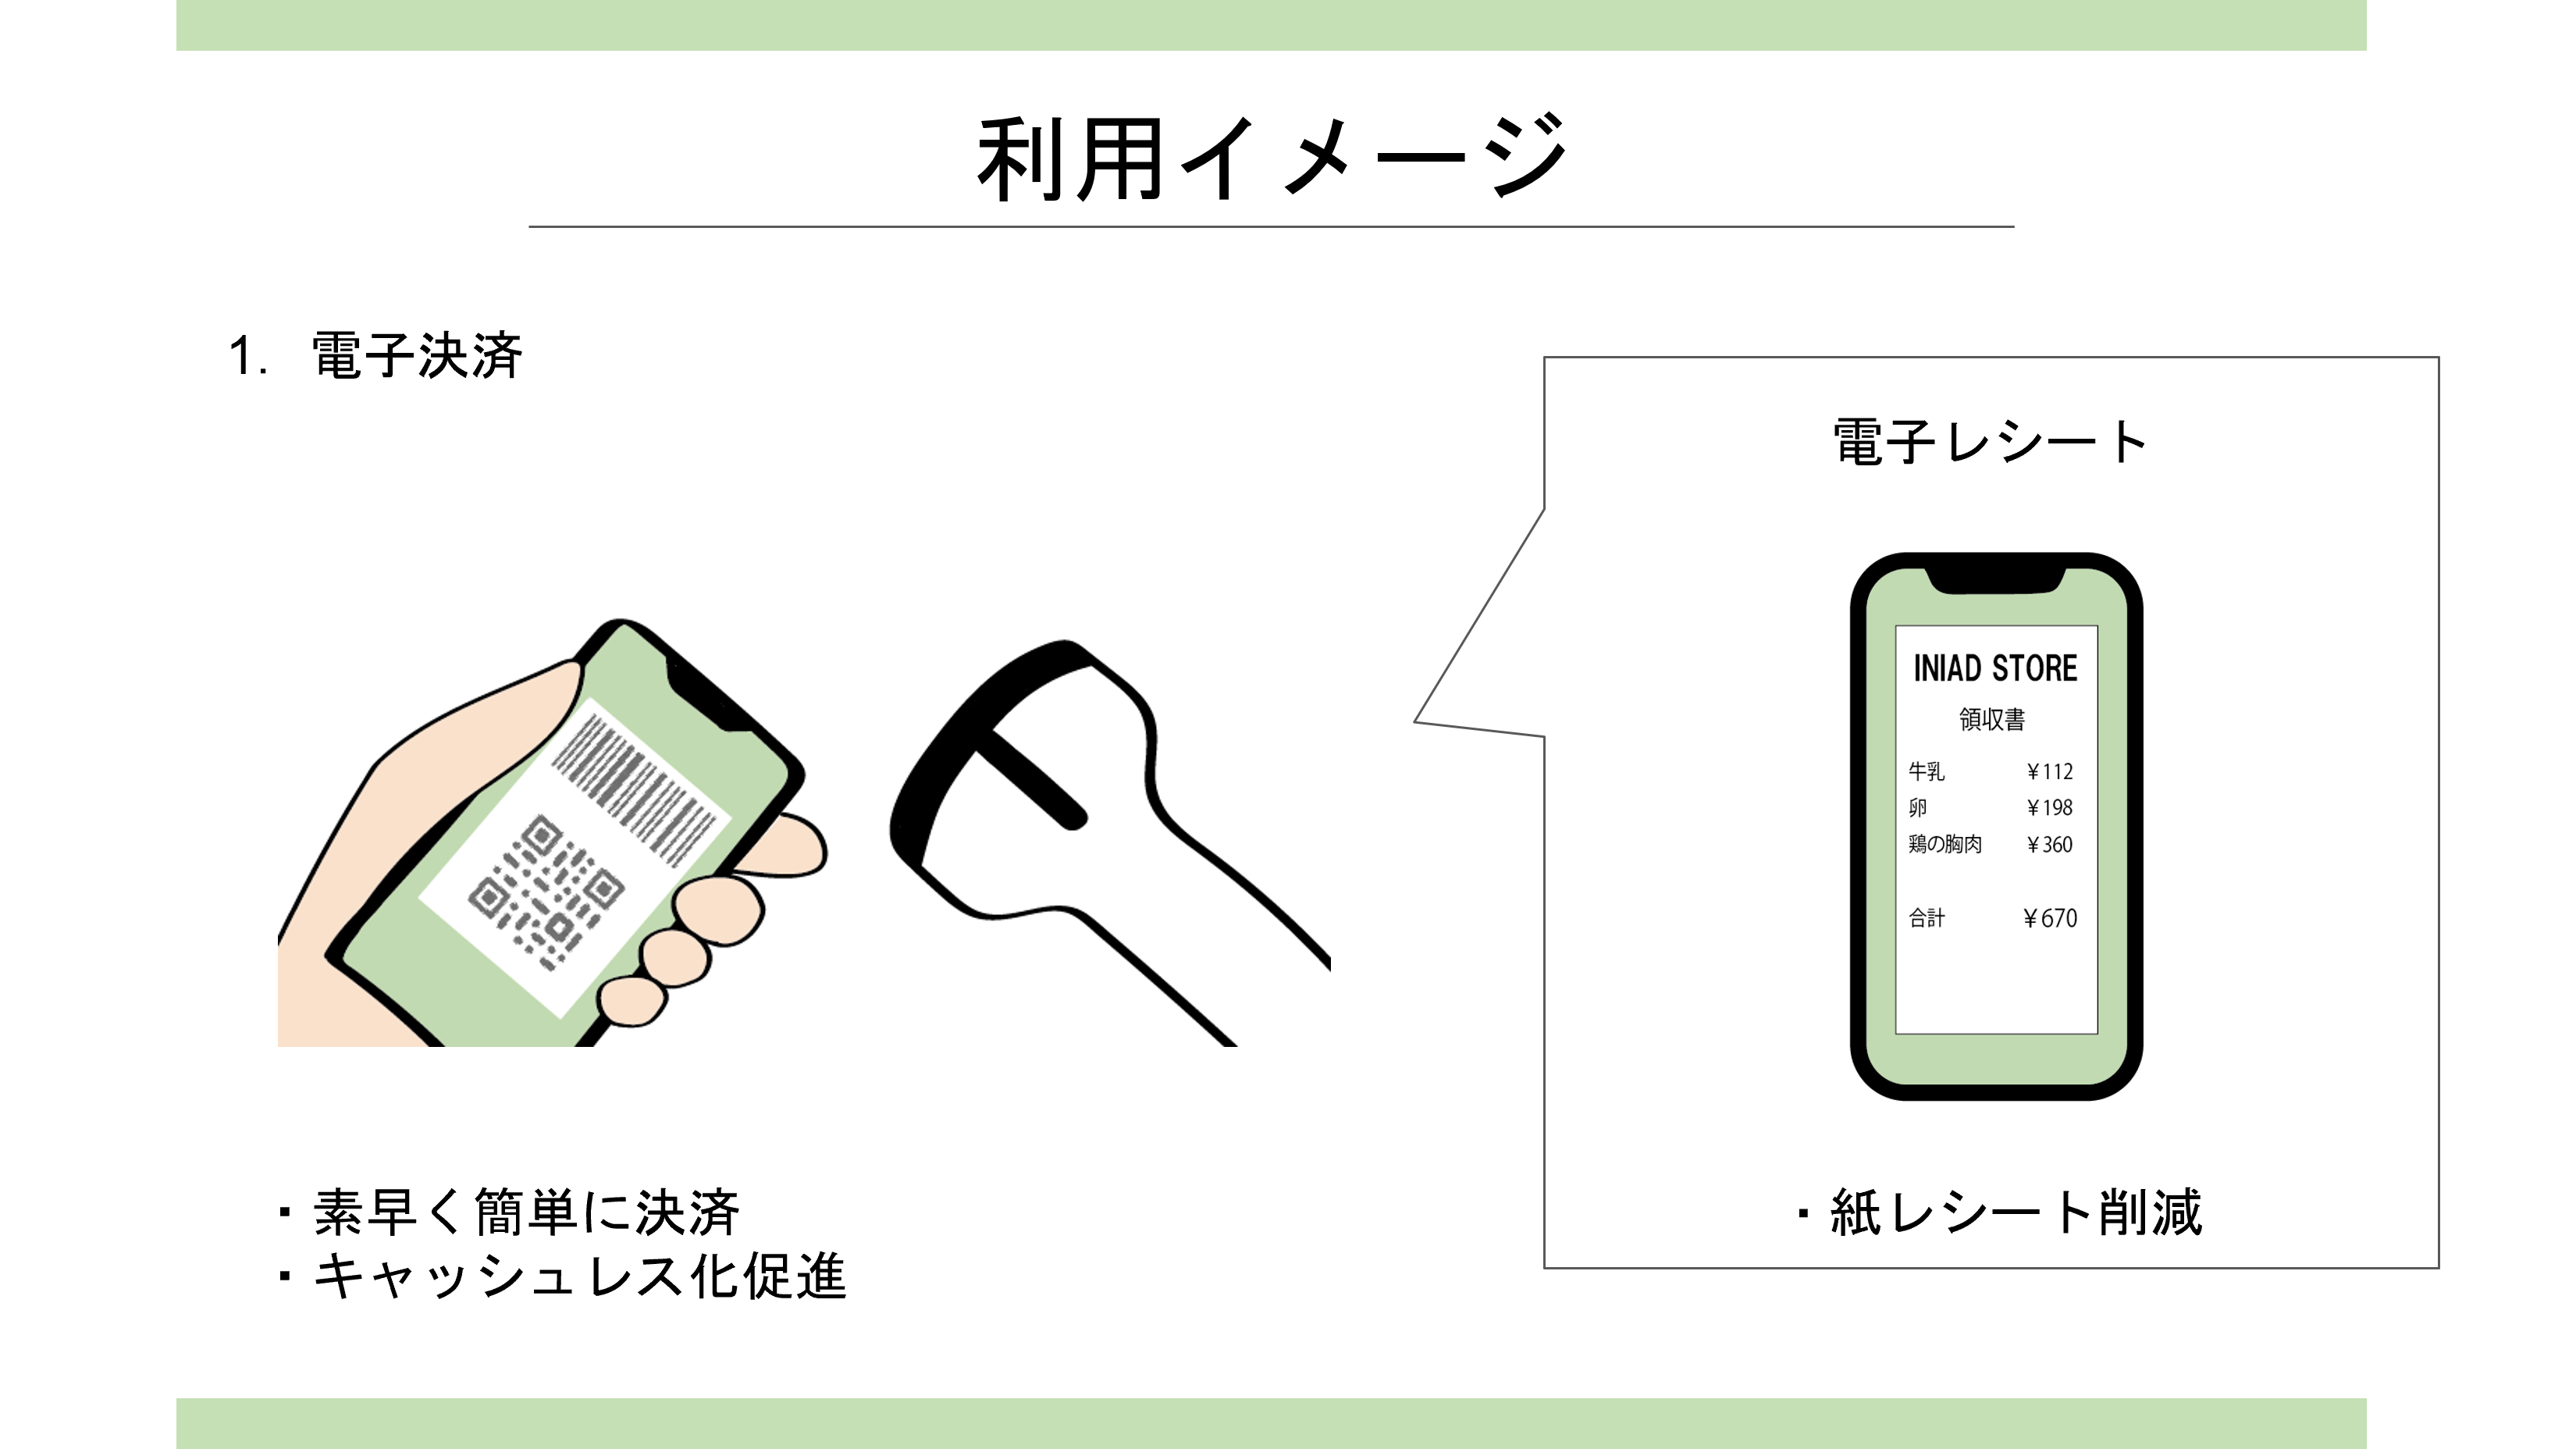 利用イメージ
1. 電子決済
・素早く簡単に決済
・キャッシュレス化促進
電子レシート
INIAD STORE
領収書
牛乳 ¥112
卵 ¥198
鶏の胸肉 ¥360
合計 ¥670
・紙レシート削減